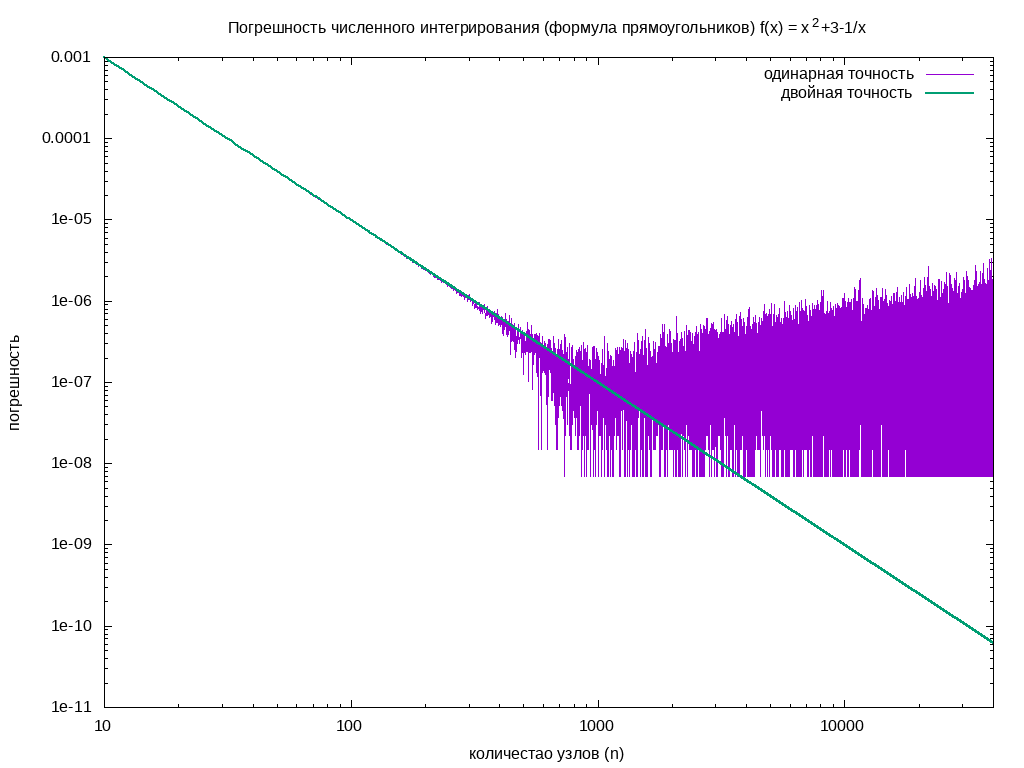 Погрешность численного интегрирования (формула прямоугольников) f(x) = x^2+3-1/x
одинарная точность
двойная точность
0.001
0.0001
1e-05
1e-06
1e-07
1e-08
1e-09
1e-10
1e-11
погрешность
10
100
1000
10000
количестао узлов (n)